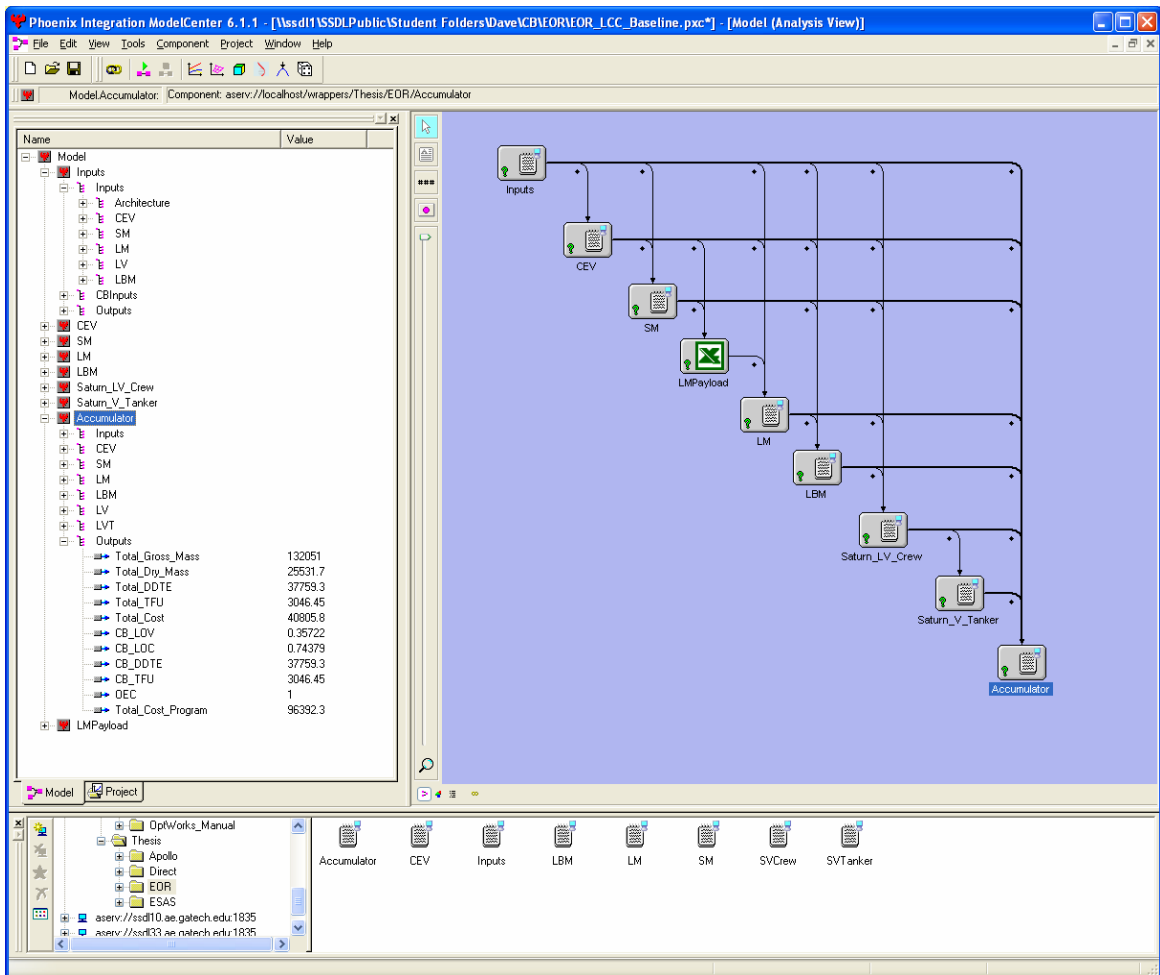 Phoenix Integration ModelCenter 6.1.1 - [\\ssdl1\SSDLPublic\Student Folders\Dave\CB\EOR\EOR_LCC_Baseline.pxc*] - [Model (Analysis View)]
File Edit View Tools Component Project Window Help
Model.Accumulator: Component: aserv://localhost/wrappers/Thesis/EOR/Accumulator
Name Value
Model
Inputs
Inputs
Architecture
CEV
SM
LM
LV
LBM
CBInputs
Outputs
CEV
SM
LM
LBM
Saturn_LV_Crew
Saturn_V_Tanker
Accumulator
Inputs
CEV
SM
LM
LBM
LV
LVT
Outputs
Total_Gross_Mass 132051
Total_Dry_Mass 25531.7
Total_DDTE 37759.3
Total_TFU 3046.45
Total_Cost 40805.8
CB_LOV 0.35722
CB_LOC 0.74379
CB_DDTE 37759.3
CB_TFU 3046.45
OEC 1
Total_Cost_Program 96392.3
LMPayload
Model Project
###
Inputs
CEV
SM
LMPayload
LM
LBM
Saturn_LV_Crew
Saturn_V_Tanker
Accumulator
OptWorks_Manual
Thesis
Apollo
Direct
EOR
ESAS
aserv://ssdl10.ae.gatech.edu:1835
aserv://ssdl33.ae.gatech.edu:1835
Accumulator CEV Inputs LBM LM SM SVCrew SVTanker